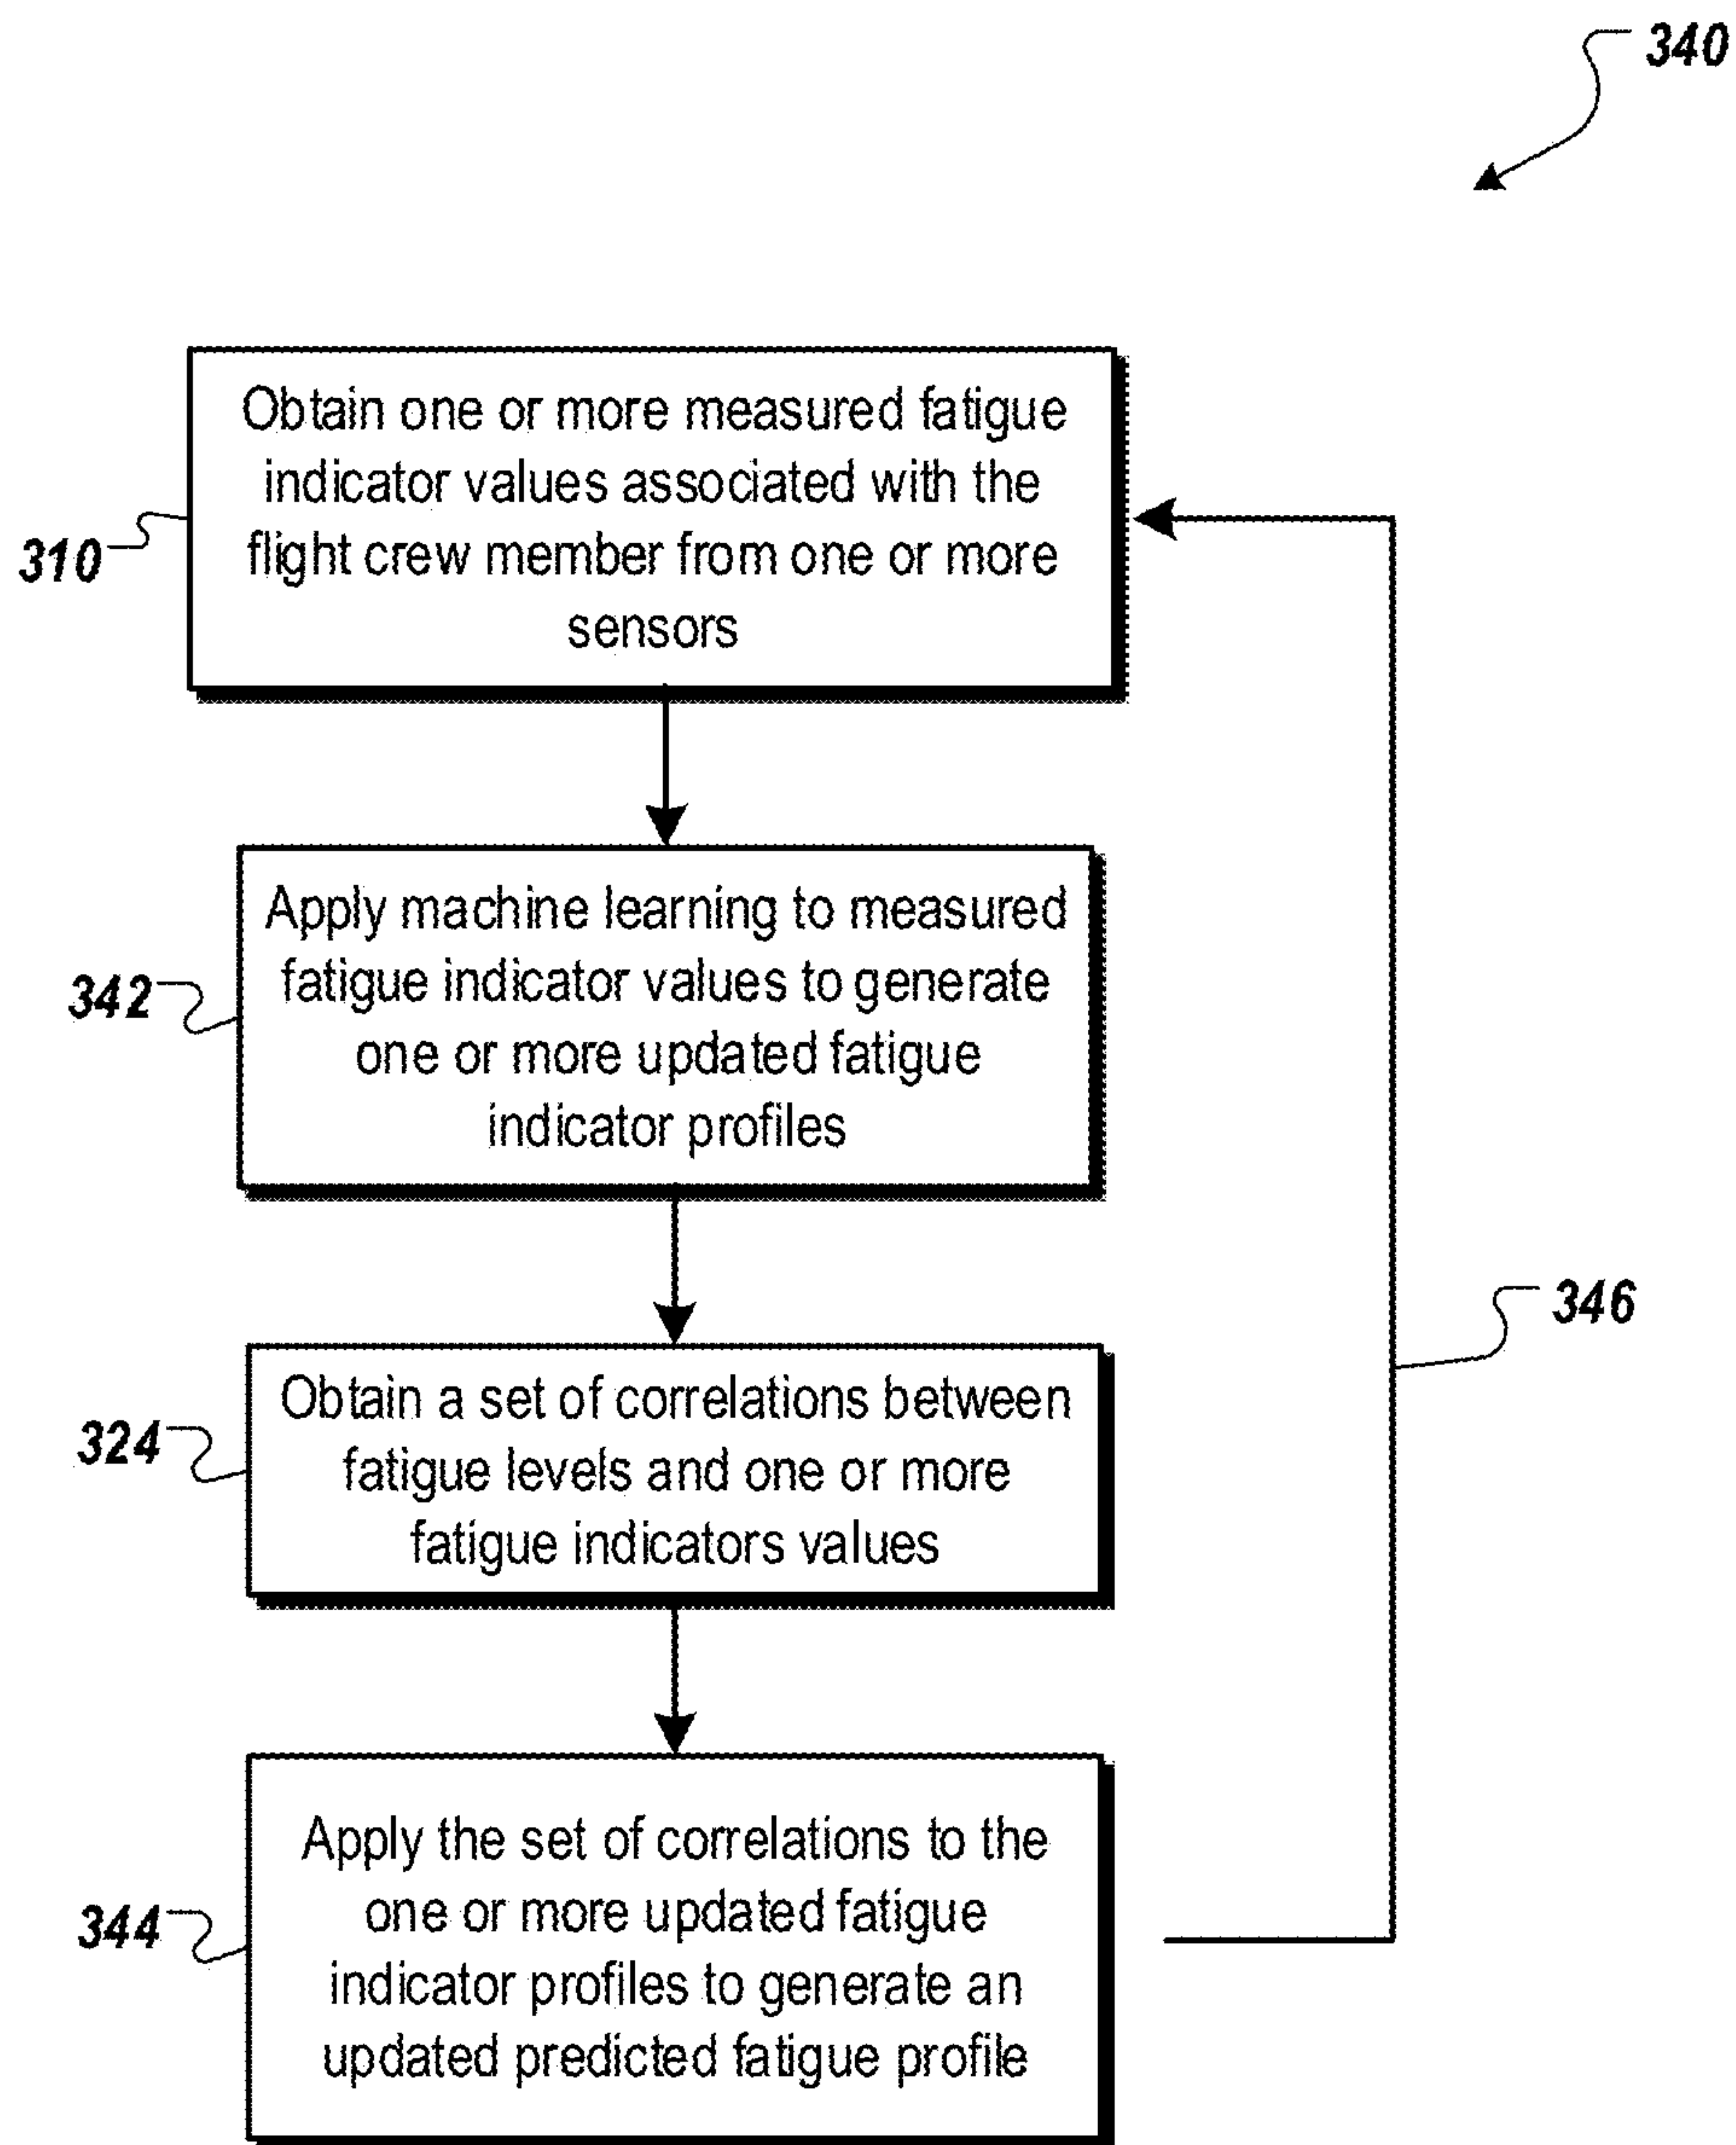 340
Obtain one or more measured fatigue
indicator values associated with the
flight crew member from one or more
sensors
310
Apply machine learning to measured
fatigue indicator values to generate
one or more updated fatigue
indicator profiles
342
346
Obtain a set of correlations between
fatigue levels and one or more
fatigue indicators values
324
Apply the set of correlations to the
one or more updated fatigue
indicator profiles to generate an
updated predicted fatigue profile
344